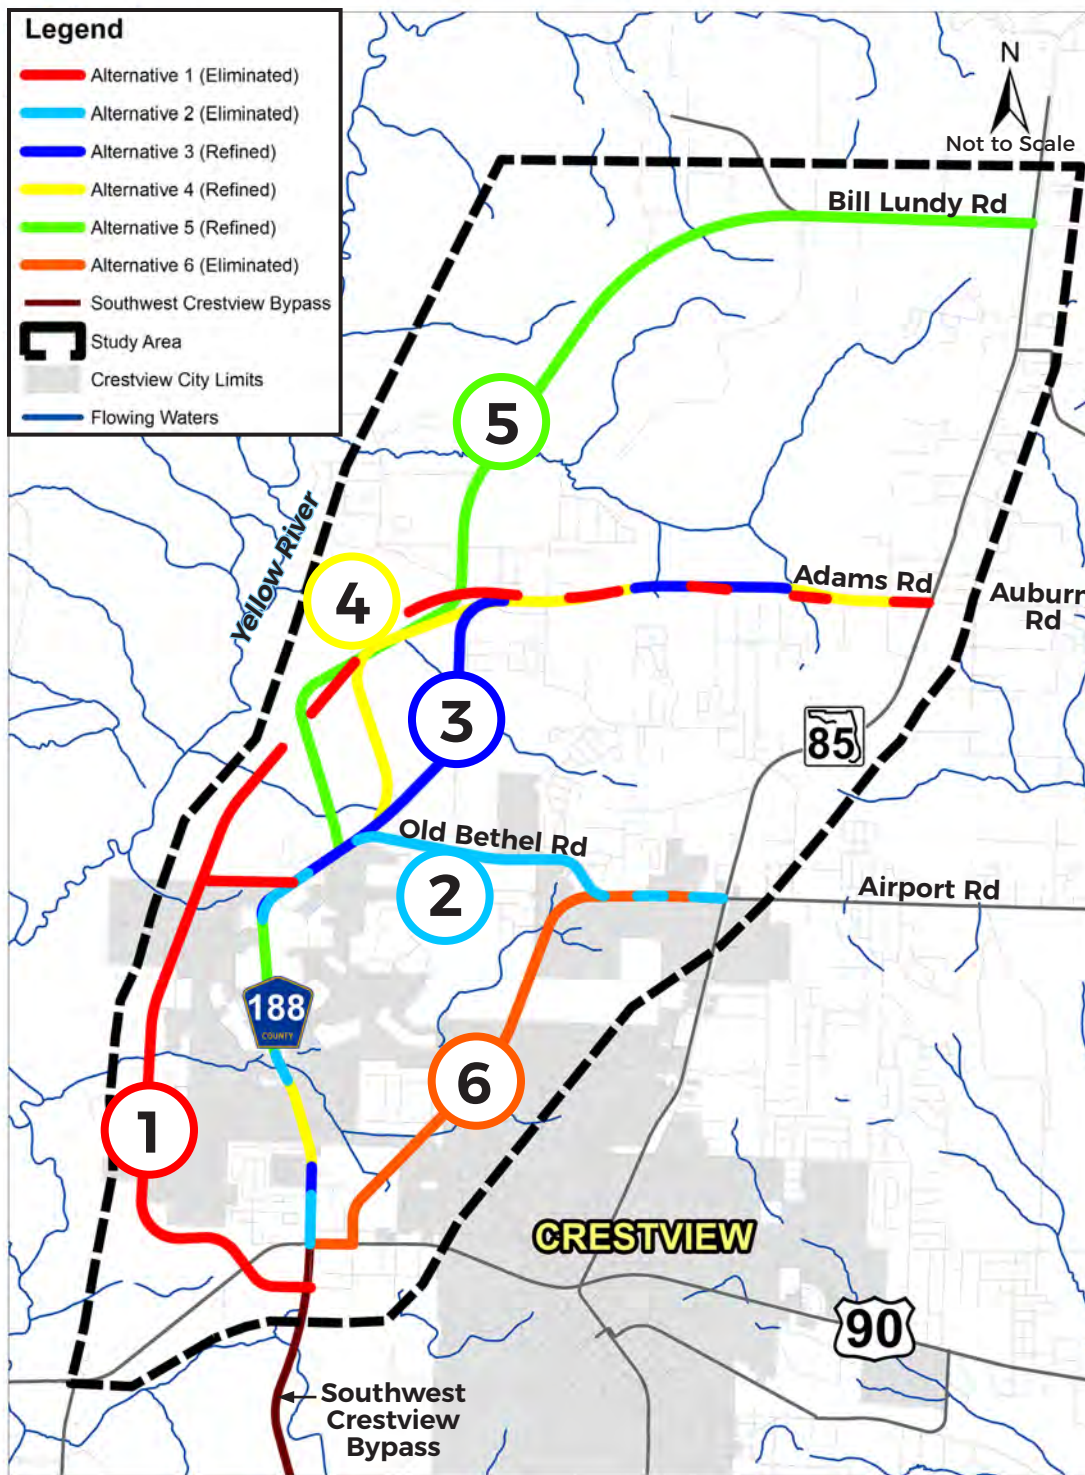 Legend
Alternative 1 (Eliminated)
Alternative 2 (Eliminated)
Alternative 3 (Refined)
Alternative 4 (Refined)
Alternative 5 (Refined)
Alternative 6 (Eliminated)
Southwest Crestview Bypass
Study Area
Crestview City Limits
Flowing Waters
N
Not to Scale
Bill Lundy Rd
5
Yellow River
4
Adams Rd
Auburn
Rd
3
85
Old Bethel Rd
2
Airport Rd
188
COUNTY
6
1
CRESTVIEW
90
Southwest
Crestview
Bypass